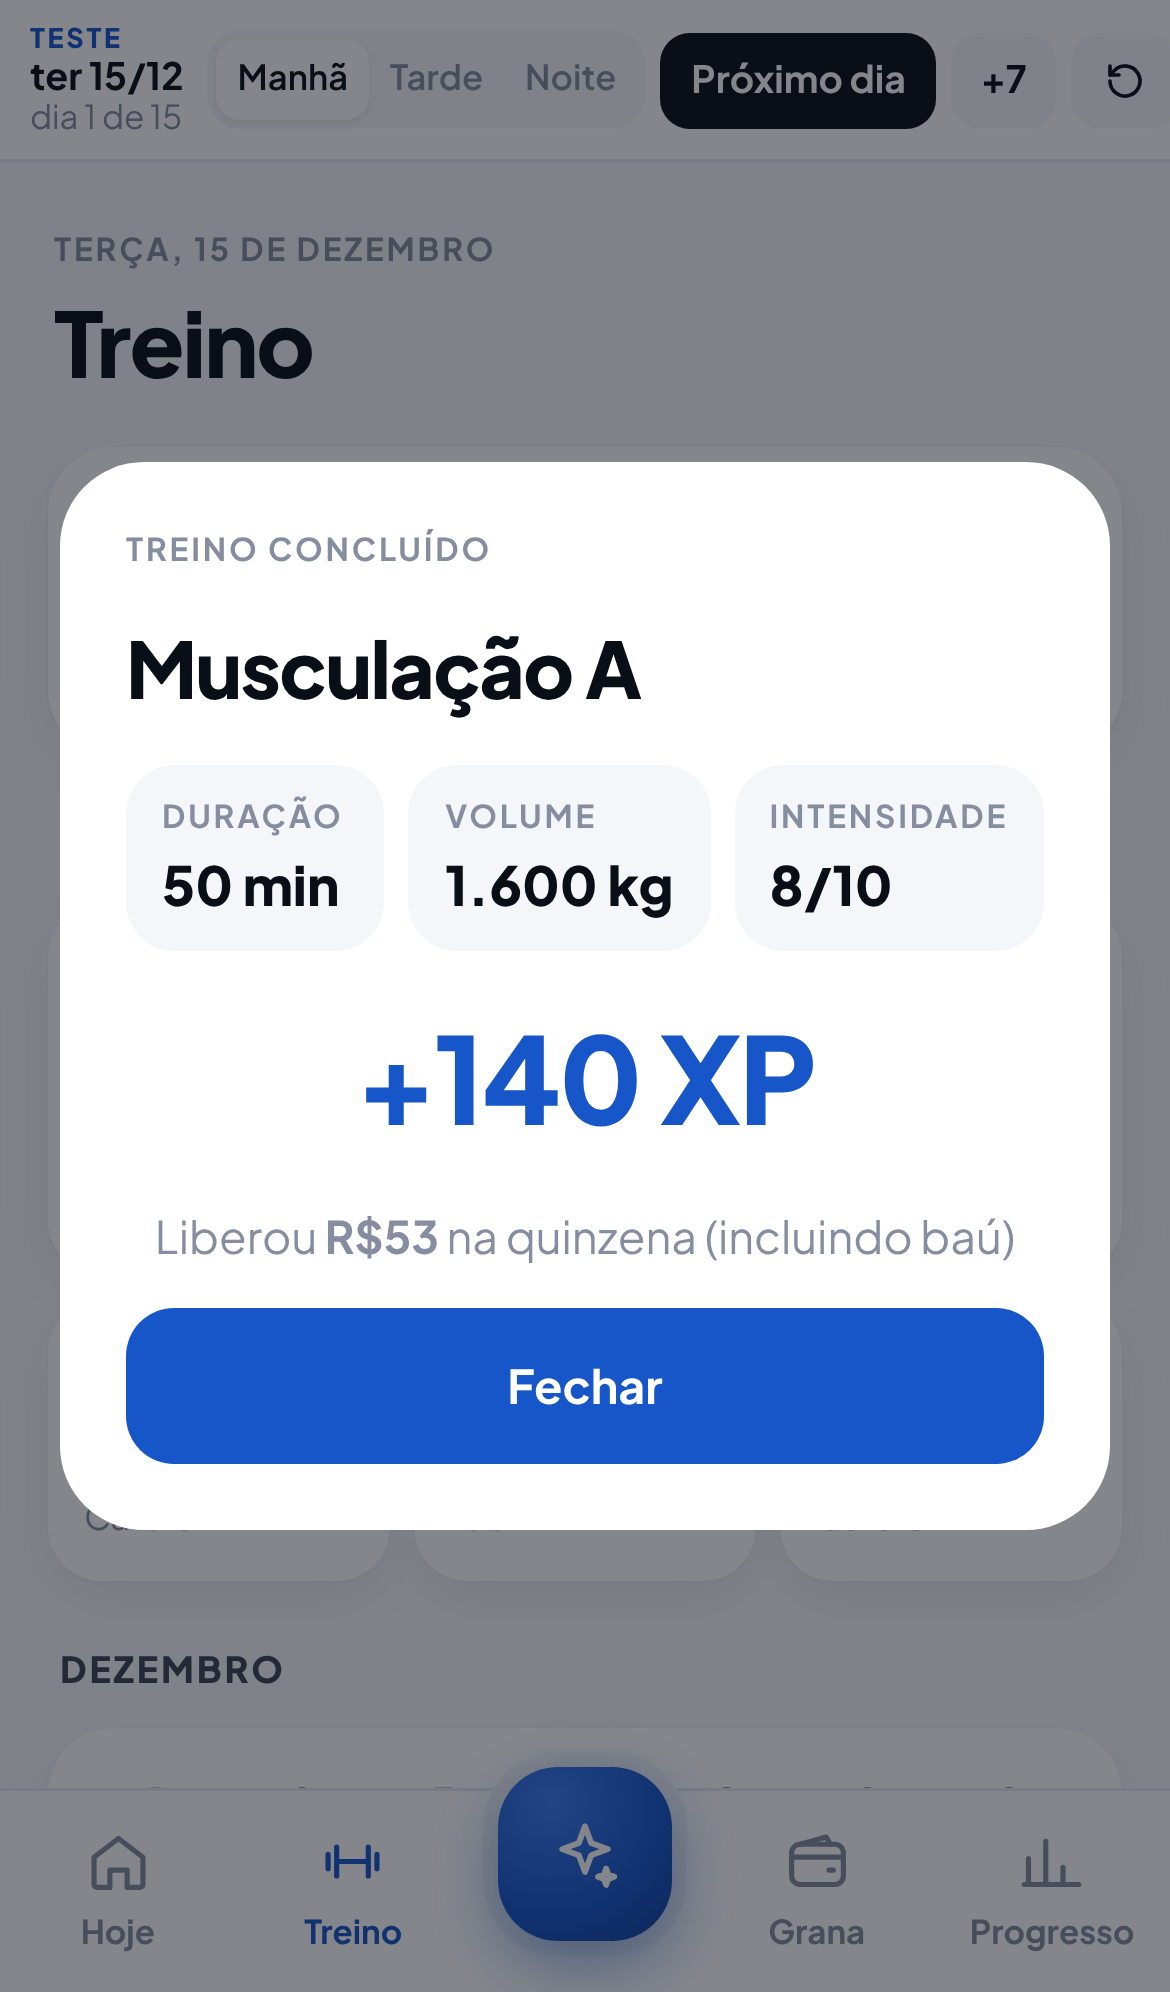 TESTE
ter 15/12
dia 1 de 15
Manhã Tarde Noite
Próximo dia
+7
TERÇA, 15 DE DEZEMBRO
Treino
TREINO CONCLUÍDO
Musculação A
DURAÇÃO VOLUME INTENSIDADE
50 min 1.600 kg 8/10
+140 XP
Liberou R$53 na quinzena (incluindo baú)
Fechar
DEZEMBRO
Hoje Treino Grana Progresso